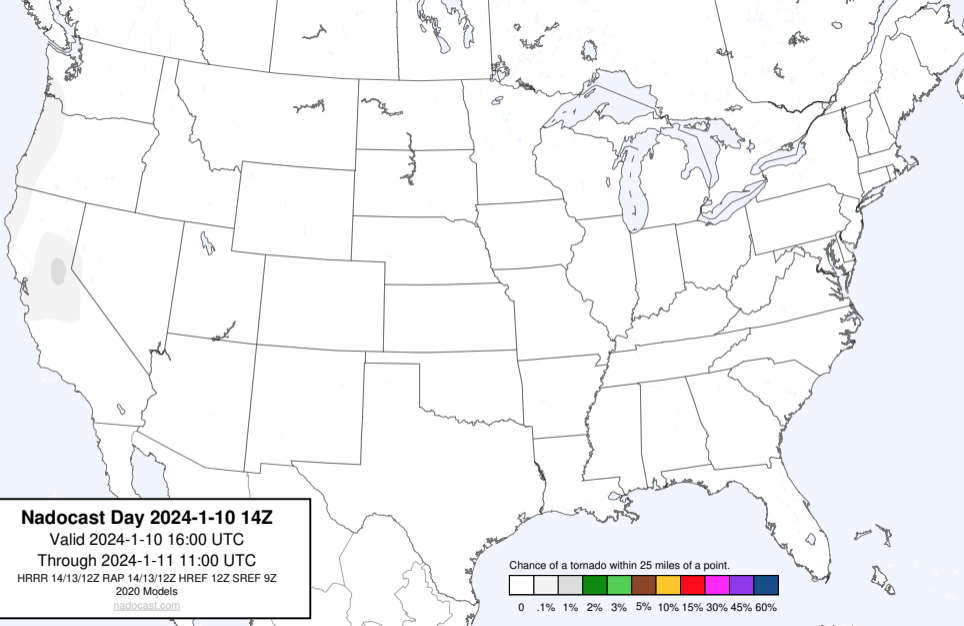 Nadocast Day 2024-1-10 14Z
Valid 2024-1-10 16:00 UTC
Through 2024-1-11 11:00 UTC
HRRR 14/13/12Z RAP 14/13/12Z HREF 12Z SREF 9Z
2020 Models
nadocast.com
Chance of a tornado within 25 miles of a point.
0 .1% 1% 2% 3% 5% 10% 15% 30% 45% 60%